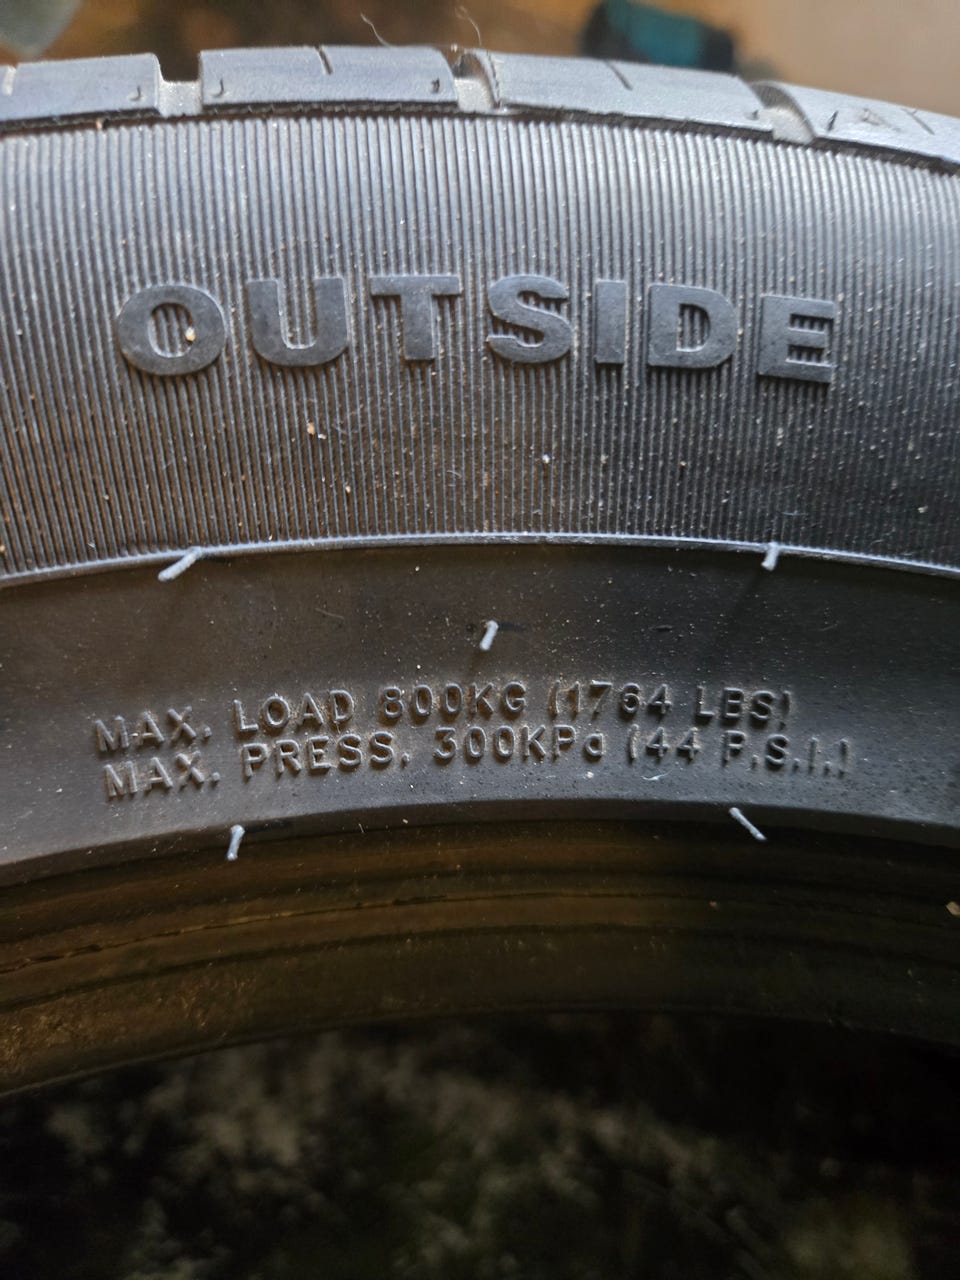 OUTSIDE
MAX. LOAD 800KG (1764 LBS)
MAX. PRESS. 300KPa (44 P.S.I.)